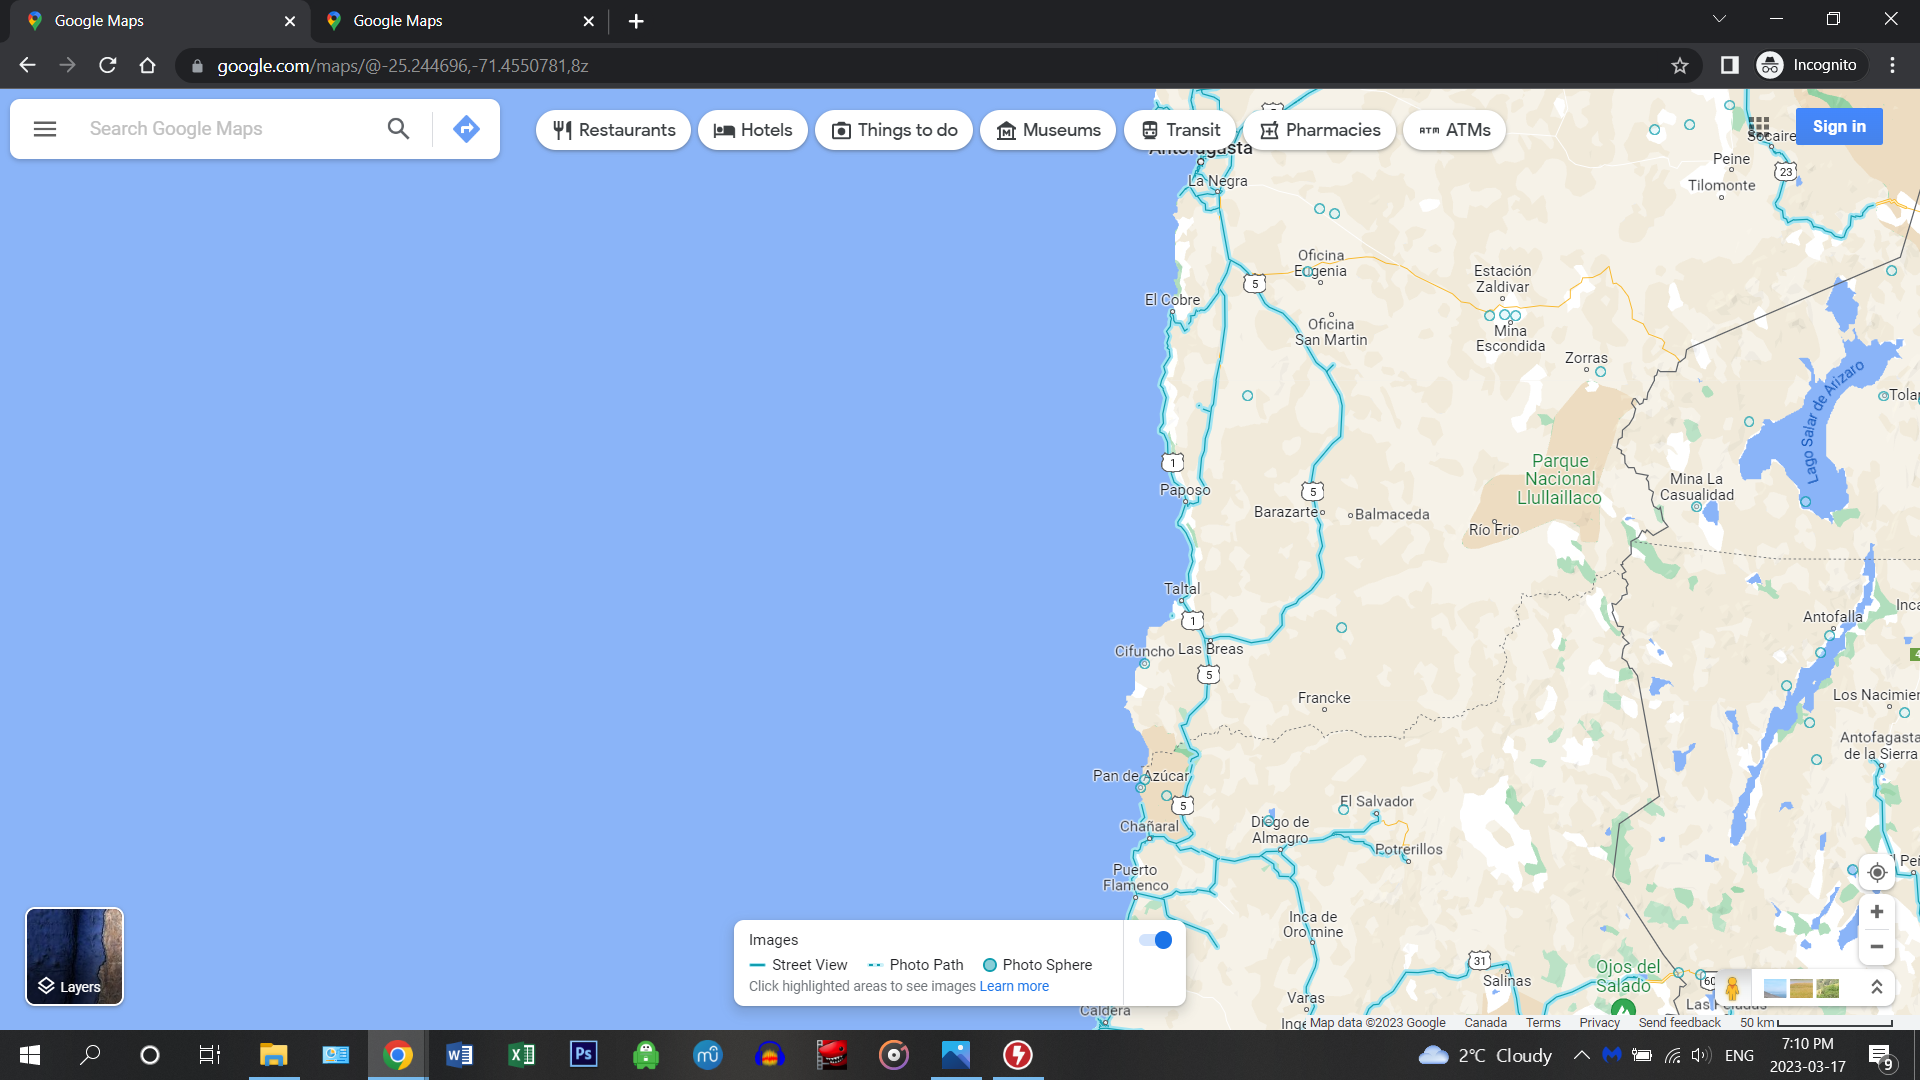 Google Maps
Google Maps
google.com/maps/@-25.244696,-71.4550781,8z
Incognito
Search Google Maps
Restaurants
Hotels
Things to do
Museums
Transit
Pharmacies
ATM ATMs
Sign in
Antofagasta
La Negra
Socaire
Peine
Tilomonte
23
Oficina
Eugenia
5
Estación
Zaldivar
El Cobre
Oficina
San Martin
Mina
Escondida
Zorras
Lago Salar de Arizaro
Tolar
1
Parque
Nacional
Llullaillaco
Mina La
Casualidad
Paposo
5
Barazarte
Balmaceda
Río Frio
Taltal
1
Antofalla
Inca
4
Cifuncho
Las Breas
5
Francke
Los Nacimie
Antofagasta
de la Sierra
Pan de Azúcar
5
El Salvador
Chañaral
Diego de
Almagro
Potrerillos
Puerto
Flamenco
Inca de
Oro mine
31
Salinas
Ojos del
Salado
60
Varas
Caldera
Layers
Images
Street View
Photo Path
Photo Sphere
Click highlighted areas to see images Learn more
Map data ©2023 Google
Canada
Terms
Privacy
Send feedback
50 km
2°C Cloudy
ENG
7:10 PM
2023-03-17
9